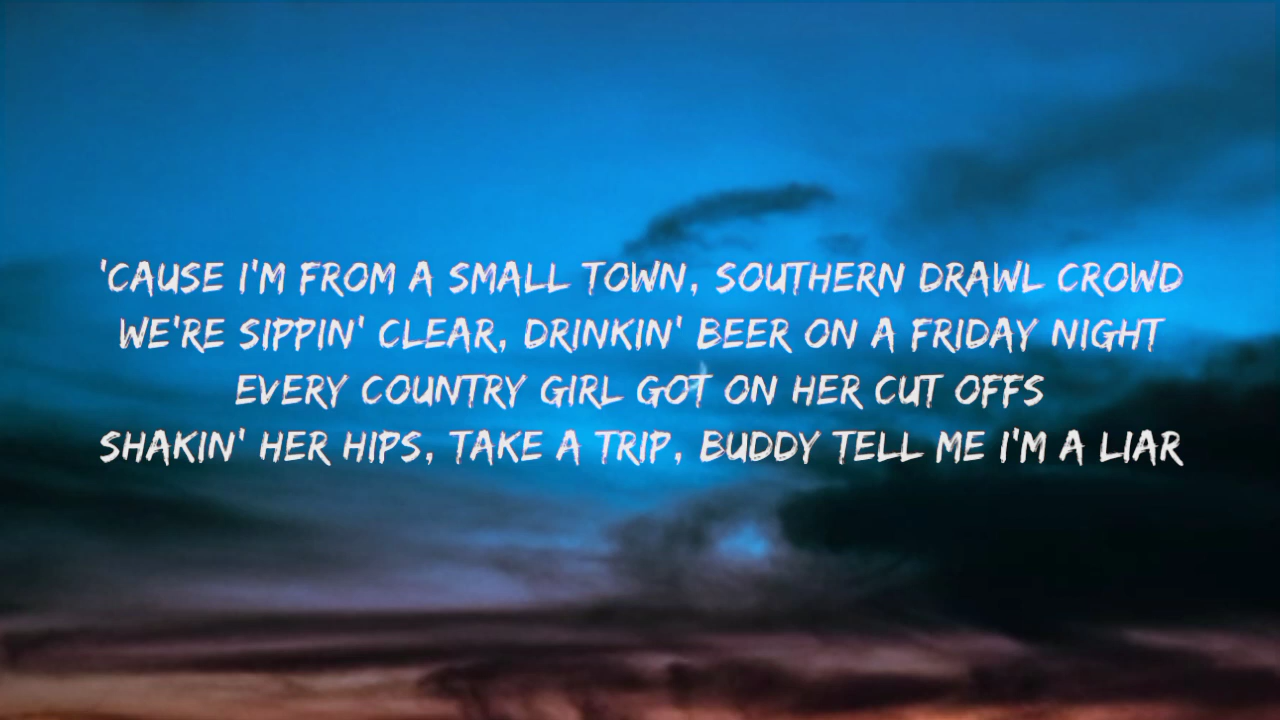 'CAUSE I'M FROM A SMALL TOWN, SOUTHERN DRAWL CROWD
WE'RE SIPPIN' CLEAR, DRINKIN' BEER ON A FRIDAY NIGHT
EVERY COUNTRY GIRL GOT ON HER CUT OFFS
SHAKIN' HER HIPS, TAKE A TRIP, BUDDY TELL ME I'M A LIAR